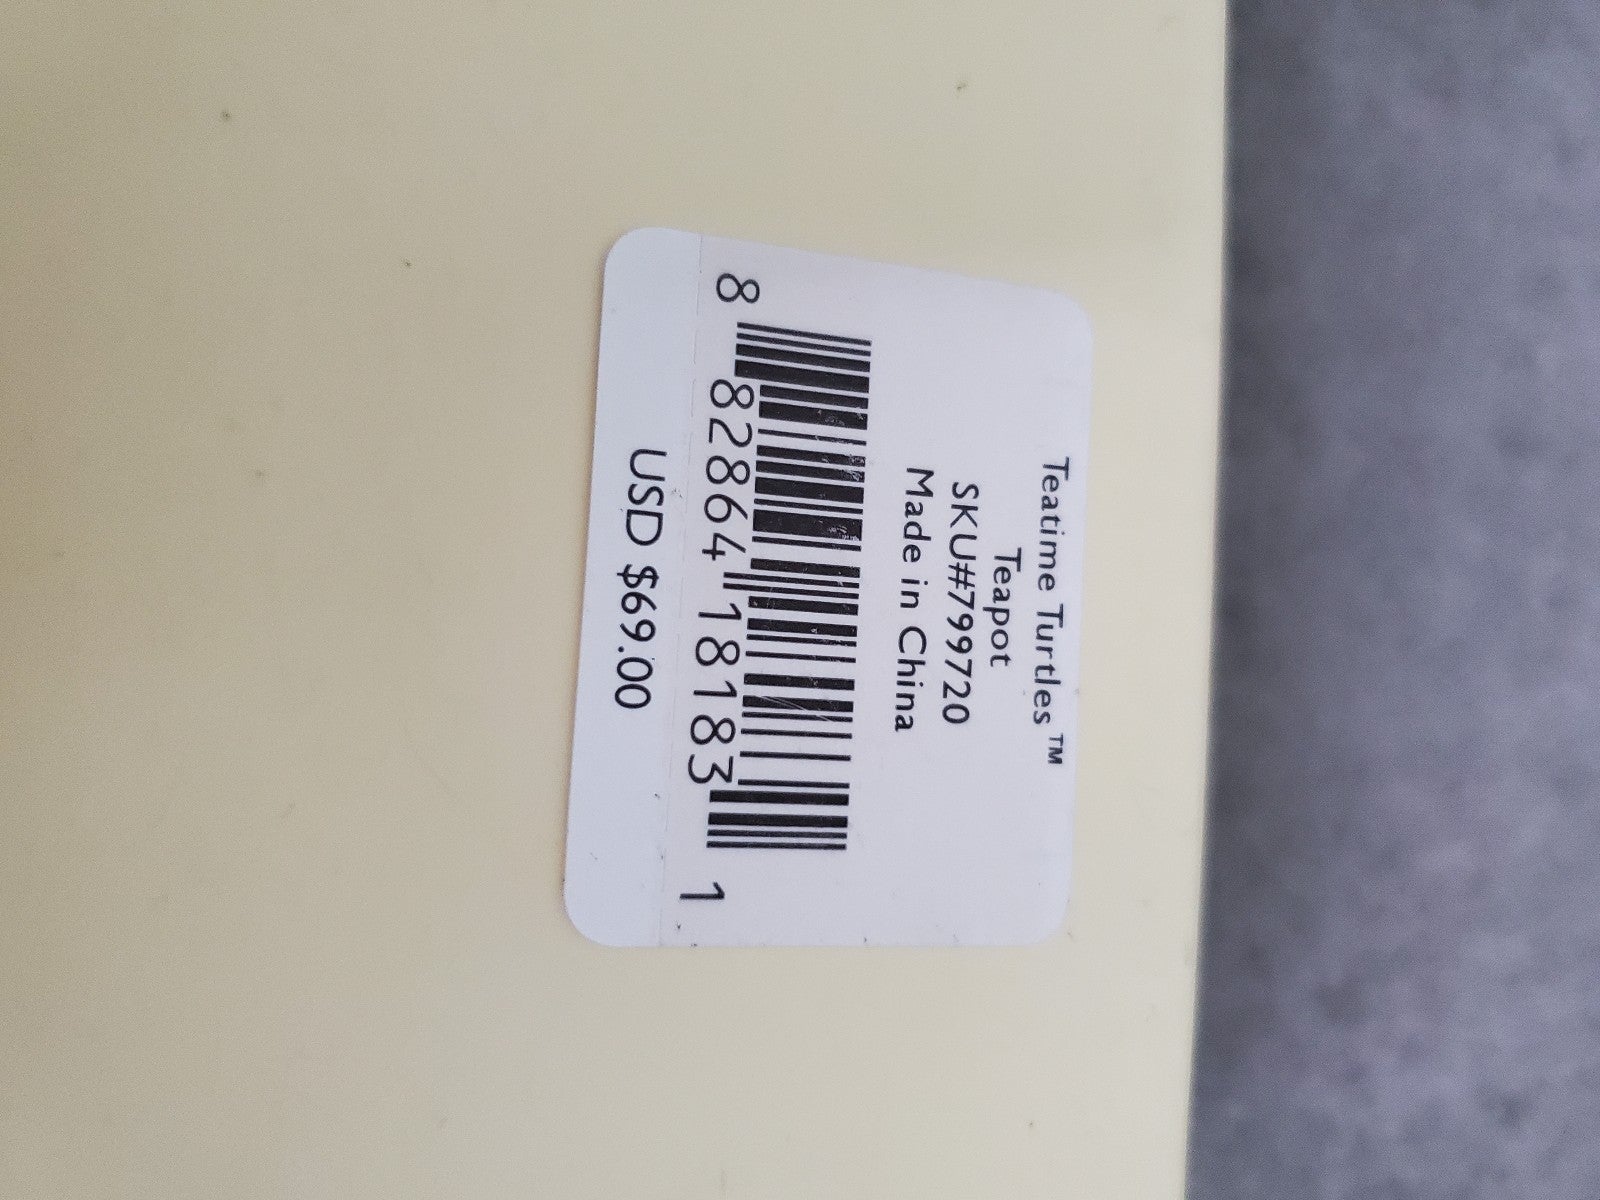 Teatime Turtles™
Teapot
SKU#799720
Made in China
8 82864 18183 1
USD $69.00